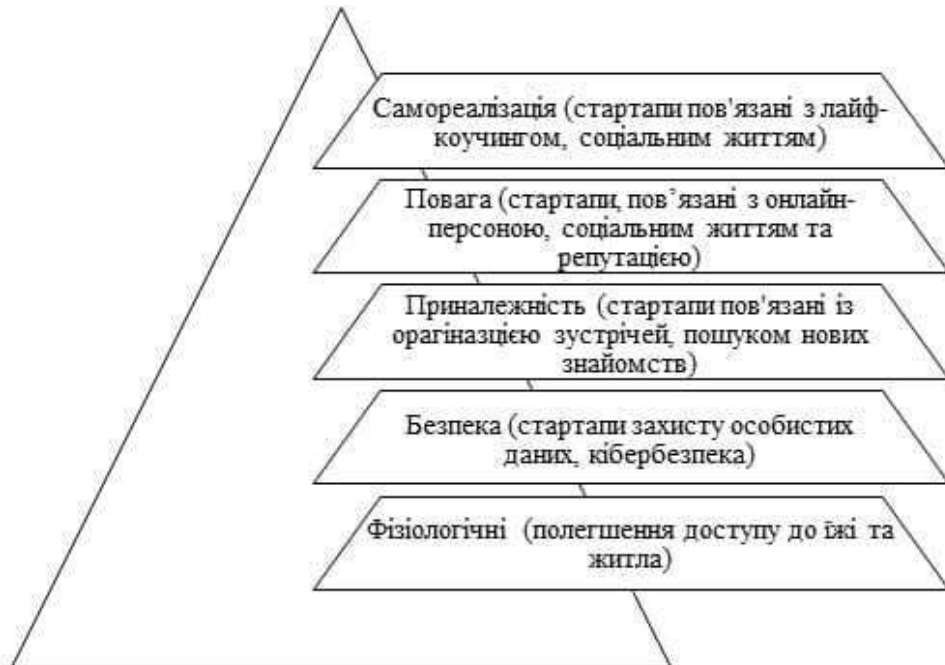 Самореалізація (стартапи пов'язані з лайф-
коучингом, соціальним життям)
Повага (стартапи, пов’язані з онлайн-
персоною, соціальним життям та
репутацією)
Приналежність (стартапи пов'язані із
орагіназцією зустрічей, пошуком нових
знайомств)
Безпека (стартапи захисту особистих
даних, кібербезпека)
Фізіологічні (полегшення доступу до їжі та
житла)